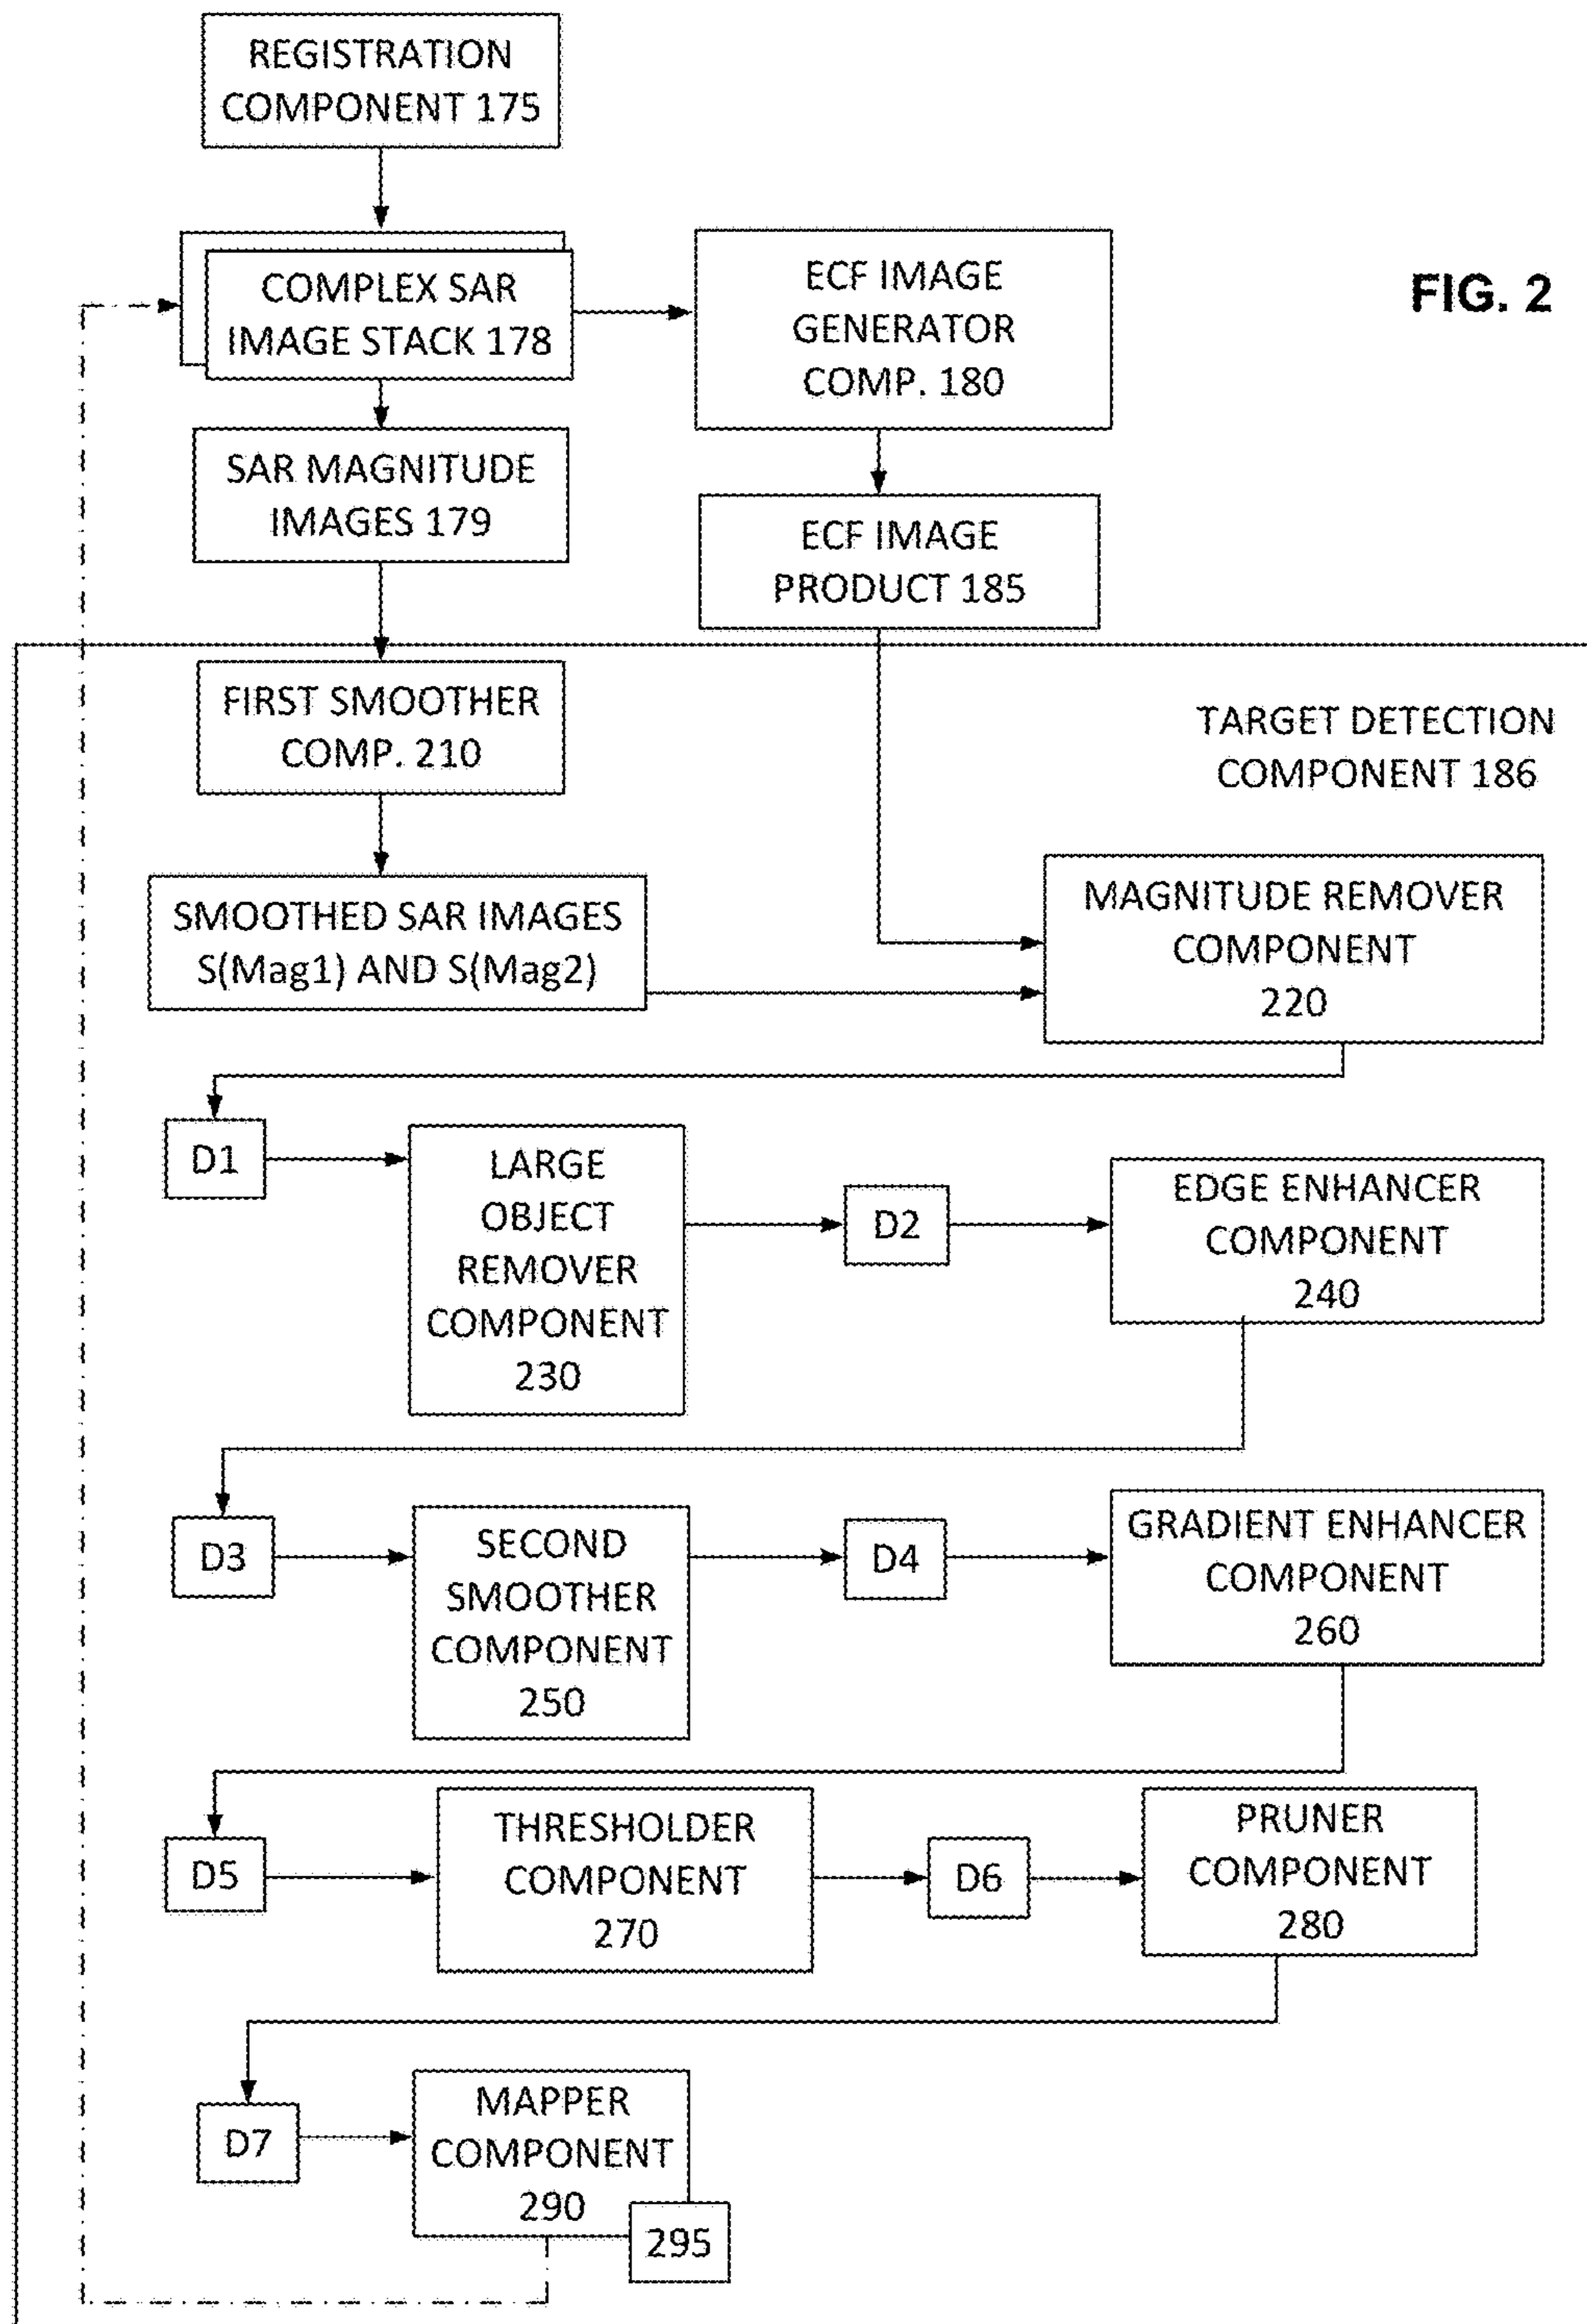 REGISTRATION
COMPONENT 175
COMPLEX SAR
IMAGE STACK 178
ECF IMAGE
GENERATOR
COMP. 180
FIG. 2
SAR MAGNITUDE
IMAGES 179
ECF IMAGE
PRODUCT 185
FIRST SMOOTHER
COMP. 210
TARGET DETECTION
COMPONENT 186
SMOOTHED SAR IMAGES
S(Mag1) AND S(Mag2)
MAGNITUDE REMOVER
COMPONENT
220
D1
LARGE
OBJECT
REMOVER
COMPONENT
230
D2
EDGE ENHANCER
COMPONENT
240
D3
SECOND
SMOOTHER
COMPONENT
250
D4
GRADIENT ENHANCER
COMPONENT
260
D5
THRESHOLDER
COMPONENT
270
D6
PRUNER
COMPONENT
280
D7
MAPPER
COMPONENT
290
295